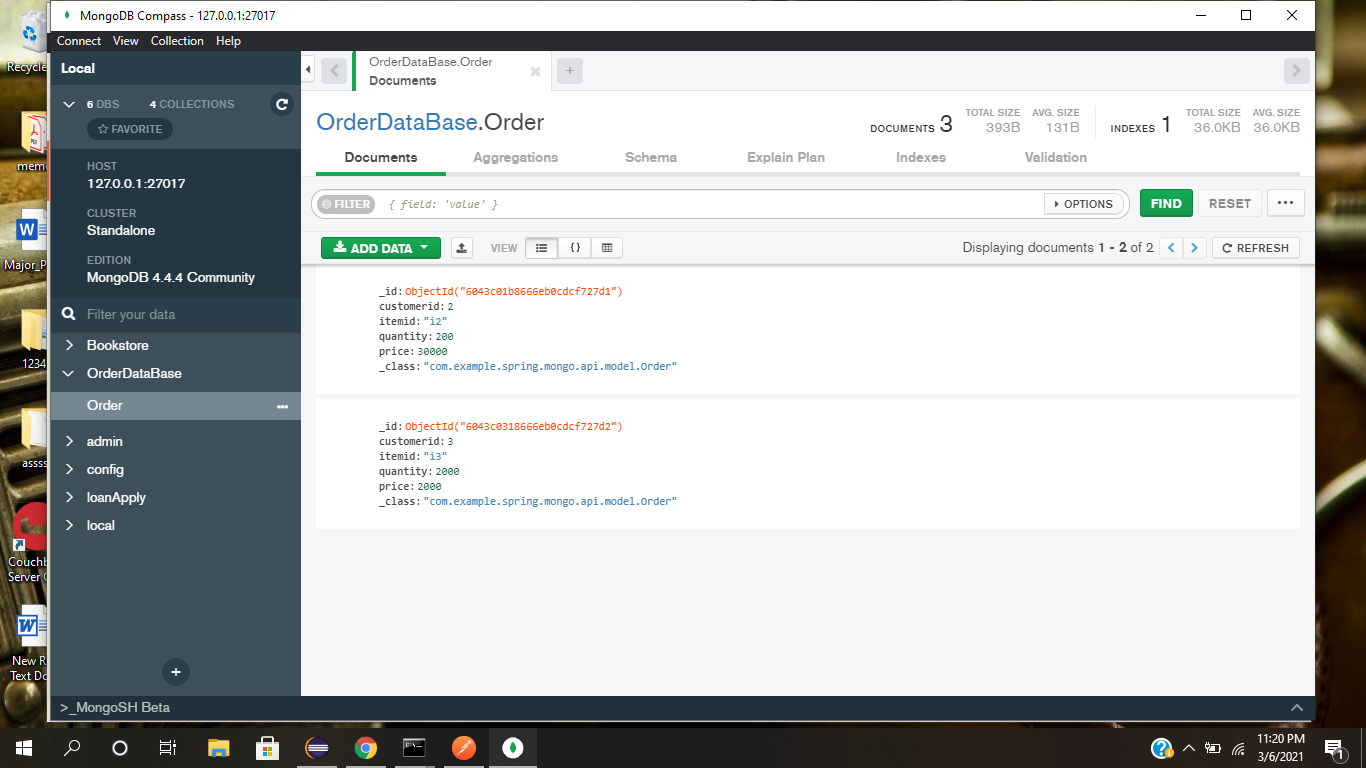 MongoDB Compass - 127.0.0.1:27017
Connect View Collection Help
Local
6 DBS 4 COLLECTIONS
FAVORITE
HOST
127.0.0.1:27017
CLUSTER
Standalone
EDITION
MongoDB 4.4.4 Community
Filter your data
Bookstore
OrderDataBase
Order
admin
config
loanApply
local
OrderDataBase.Order
Documents
OrderDataBase.Order
DOCUMENTS 3 TOTAL SIZE 393B AVG. SIZE 131B INDEXES 1 TOTAL SIZE 36.0KB AVG. SIZE 36.0KB
Documents Aggregations Schema Explain Plan Indexes Validation
FILTER { field: 'value' } OPTIONS FIND RESET ...
ADD DATA VIEW {} Displaying documents 1 - 2 of 2 < > REFRESH
_id: ObjectId("6043c01b8666eb0cdcf727d1")
customerid: 2
itemid: "i2"
quantity: 200
price: 30000
_class: "com.example.spring.mongo.api.model.Order"
_id: ObjectId("6043c0318666eb0cdcf727d2")
customerid: 3
itemid: "i3"
quantity: 2000
price: 2000
_class: "com.example.spring.mongo.api.model.Order"
>_MongoSH Beta
Recycle
Major_P
1234
Server
New R
Text Do
11:20 PM
3/6/2021
1